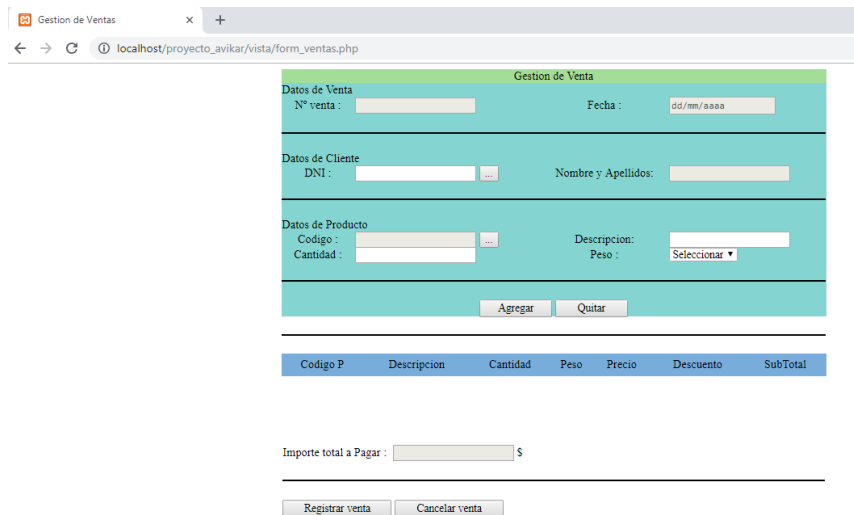 Gestion de Ventas
localhost/proyecto_avikar/vista/form_ventas.php
Gestion de Venta
Datos de Venta
Nº venta : Fecha : dd/mm/aaaa
Datos de Cliente
DNI : ... Nombre y Apellidos:
Datos de Producto
Codigo : ... Descripcion:
Cantidad : Peso : Seleccionar
Agregar Quitar
Codigo P Descripcion Cantidad Peso Precio Descuento SubTotal
Importe total a Pagar : $
Registrar venta Cancelar venta